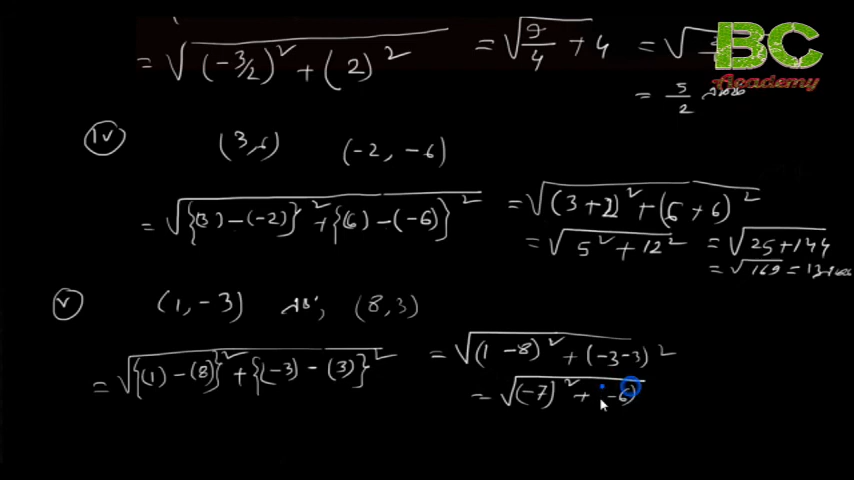 = √(-3/2)² + (2)² = √9/4 + 4 = √
= 5/2
BC
Academy
iv (3,6) (-2, -6)
= √{(3)-(-2)}² + {(6)-(-6)}² = √(3+2)² + (6+6)²
= √5² + 12² = √25+144
= √169 = 13
v (1, -3) (8,3)
= √{(1)-(8)}² + {(-3)-(3)}² = √(1-8)² + (-3-3)²
= √(-7)² + (-6)